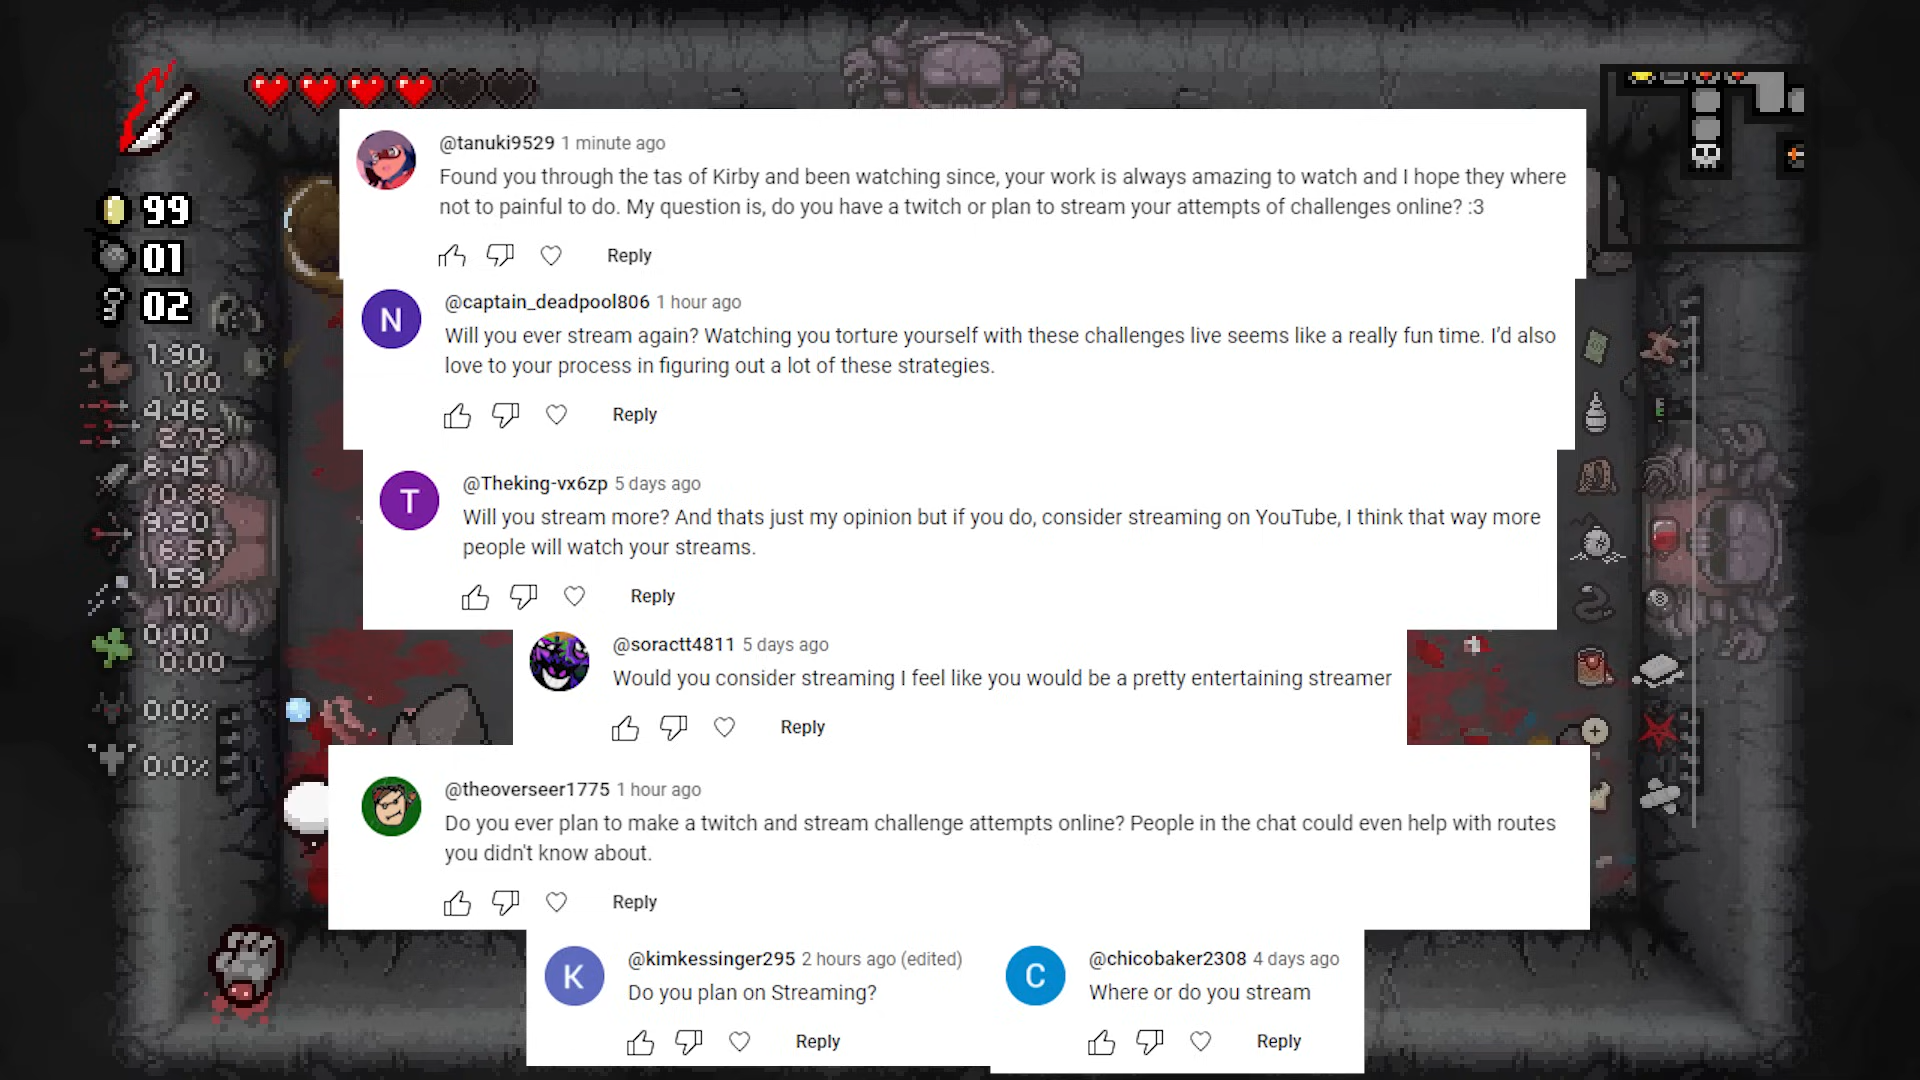 99
01
02
1.90
1.00
4.46
2.73
6.45
0.88
9.20
6.50
1.59
1.00
0.00
0.00
0.0%
0.0%
@tanuki9529 1 minute ago
Found you through the tas of Kirby and been watching since, your work is always amazing to watch and I hope they where
not to painful to do. My question is, do you have a twitch or plan to stream your attempts of challenges online? :3
Reply
N
@captain_deadpool806 1 hour ago
Will you ever stream again? Watching you torture yourself with these challenges live seems like a really fun time. I'd also
love to your process in figuring out a lot of these strategies.
Reply
T
@Theking-vx6zp 5 days ago
Will you stream more? And thats just my opinion but if you do, consider streaming on YouTube, I think that way more
people will watch your streams.
Reply
@soractt4811 5 days ago
Would you consider streaming I feel like you would be a pretty entertaining streamer
Reply
@theoverseer1775 1 hour ago
Do you ever plan to make a twitch and stream challenge attempts online? People in the chat could even help with routes
you didn't know about.
Reply
K
@kimkessinger295 2 hours ago (edited)
Do you plan on Streaming?
Reply
C
@chicobaker2308 4 days ago
Where or do you stream
Reply